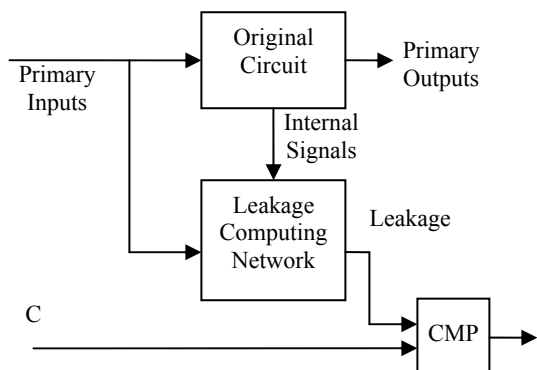 Original
Circuit
Primary
Inputs
Primary
Outputs
Internal
Signals
Leakage
Computing
Network
Leakage
C
CMP